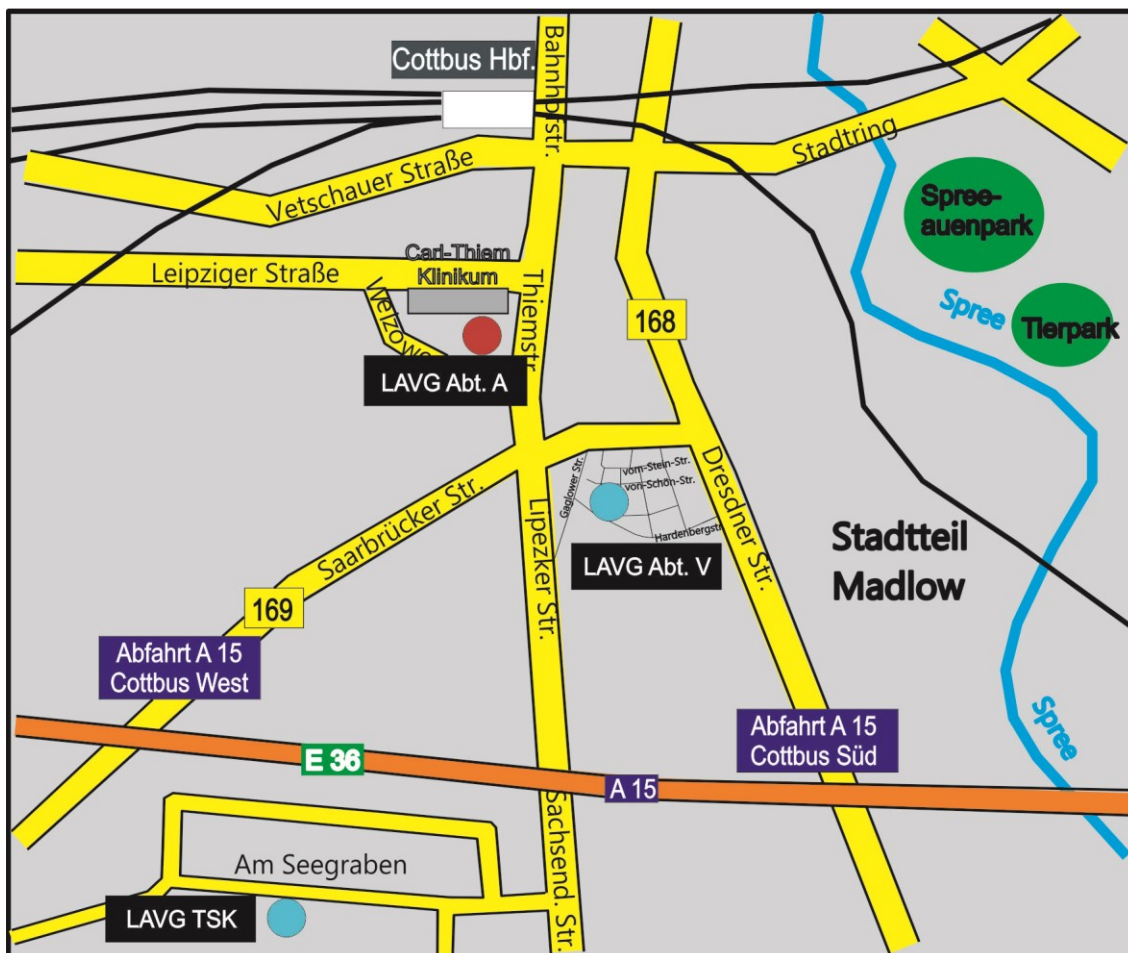 Bahnhofstr.
Cottbus Hbf.
Stadtring
Vetschauer Straße
Spree-
auenpark
Carl-Thiem
Klinikum
Leipziger Straße
Welzower
Thiemstr.
168
Spree
Tierpark
LAVG Abt. A
Gaglower Str.
vom-Stein-Str.
von-Schön-Str.
Hardenbergstr.
Dresdner Str.
Saarbrücker Str.
Lipezker Str.
LAVG Abt. V
Stadtteil
Madlow
169
Abfahrt A 15
Cottbus West
Abfahrt A 15
Cottbus Süd
Spree
E 36
A 15
Sachsend. Str.
Am Seegraben
LAVG TSK